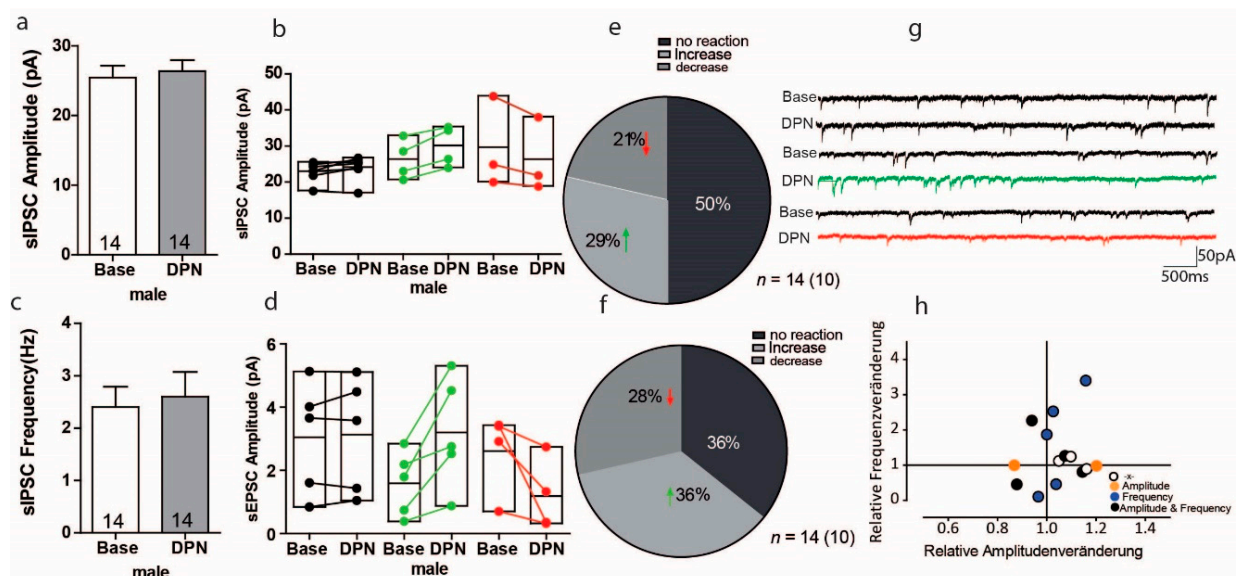 a
sIPSC Amplitude (pA)
30
20
10
0
14
14
Base
DPN
male
b
sIPSC Amplitude (pA)
50
40
30
20
10
0
Base DPN Base DPN Base DPN
male
e
no reaction
Increase
decrease
21%
50%
29%
n = 14 (10)
g
Base
DPN
Base
DPN
Base
DPN
50pA
500ms
c
sIPSC Frequency(Hz)
4
3
2
1
0
14
14
Base
DPN
male
d
sEPSC Amplitude (pA)
6
4
2
0
Base DPN Base DPN Base DPN
male
f
no reaction
Increase
decrease
28%
36%
36%
n = 14 (10)
h
Relative Frequenzveränderung
4
3
2
1
0
-x-
Amplitude
Frequency
Amplitude & Frequency
0.6 0.8 1.0 1.2 1.4
Relative Amplitudenveränderung